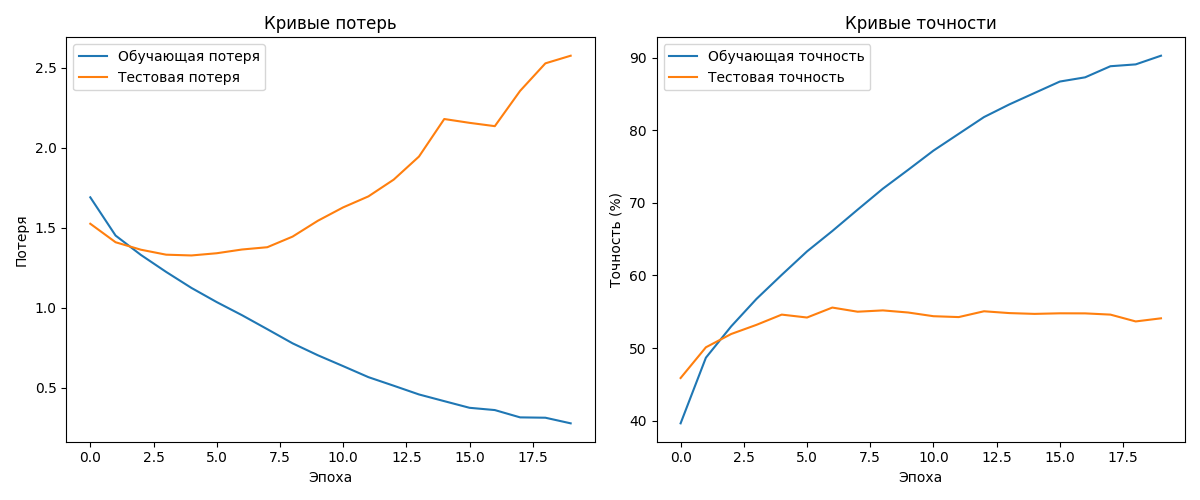 Кривые потерь
Обучающая потеря
Тестовая потеря
Потеря
2.5
2.0
1.5
1.0
0.5
0.0 2.5 5.0 7.5 10.0 12.5 15.0 17.5
Эпоха
Кривые точности
Обучающая точность
Тестовая точность
Точность (%)
90
80
70
60
50
40
0.0 2.5 5.0 7.5 10.0 12.5 15.0 17.5
Эпоха